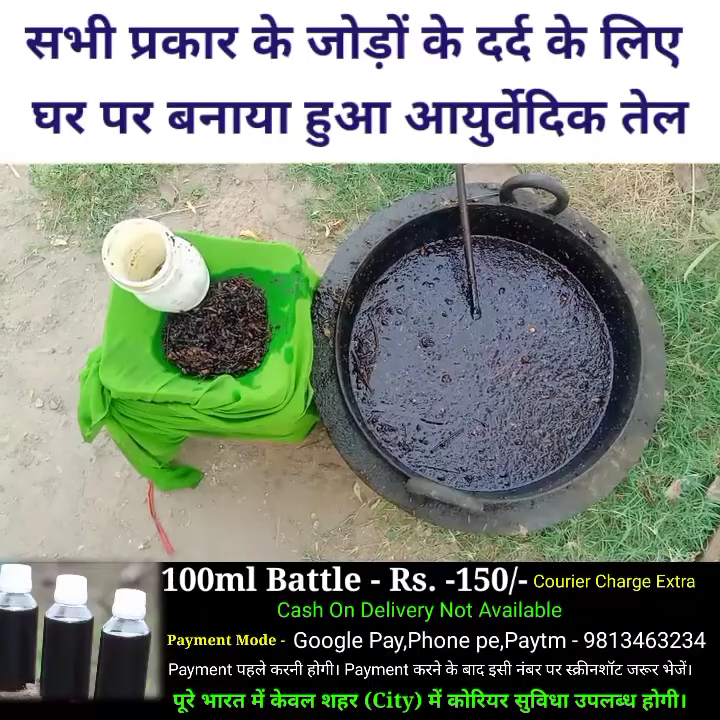 सभी प्रकार के जोड़ों के दर्द के लिए
घर पर बनाया हुआ आयुर्वेदिक तेल
100ml Battle - Rs. -150/- Courier Charge Extra
Cash On Delivery Not Available
Payment Mode - Google Pay,Phone pe,Paytm - 9813463234
Payment पहले करनी होगी। Payment करने के बाद इसी नंबर पर स्क्रीनशॉट जरूर भेजें।
पूरे भारत में केवल शहर (City) में कोरियर सुविधा उपलब्ध होगी।